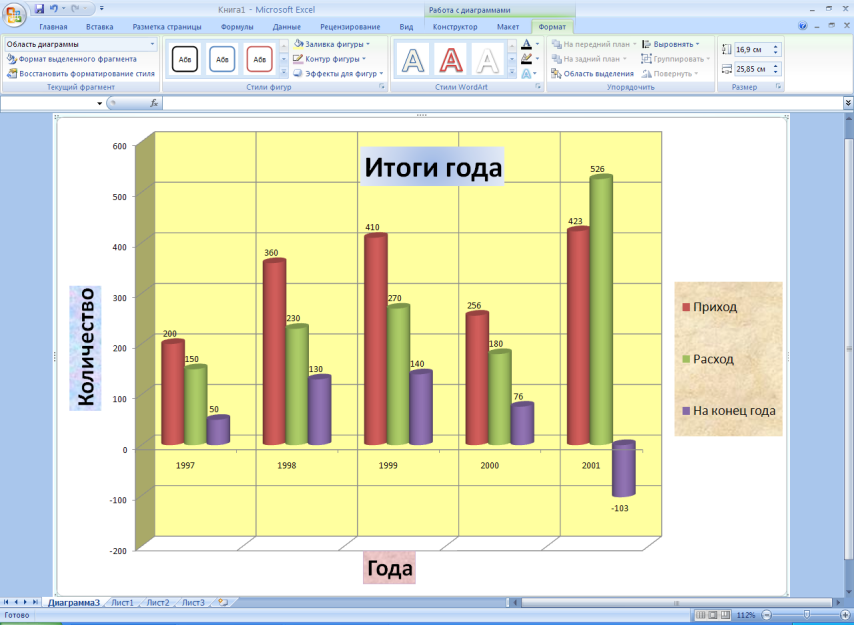 Книга1 - Microsoft Excel
Работа с диаграммами
Главная Вставка Разметка страницы Формулы Данные Рецензирование Вид Конструктор Макет Формат
Область диаграммы
Формат выделенного фрагмента
Восстановить форматирование стиля
Текущий фрагмент
Абв Абв Абв
Заливка фигуры
Контур фигуры
Эффекты для фигур
Стили фигур
А А А
Стили WordArt
На передний план
На задний план
Область выделения
Выровнять
Группировать
Повернуть
Упорядочить
16,9 см
25,85 см
Размер
fx
Итоги года
Количество
600
500
400
300
200
100
0
-100
-200
200
150
50
360
230
130
410
270
140
256
180
76
423
526
-103
1997 1998 1999 2000 2001
Года
Приход
Расход
На конец года
Диаграмма3 Лист1 Лист2 Лист3
Готово
112%